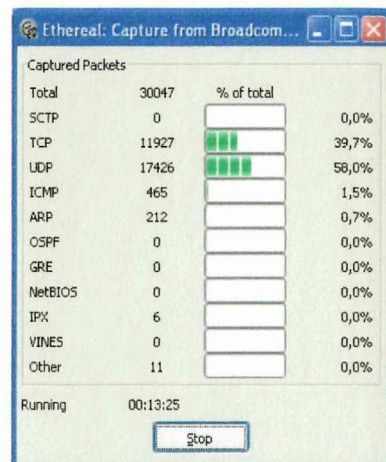 Ethereal: Capture from Broadcom...
Captured Packets
Total 30047 % of total
SCTP 0 0,0%
TCP 11927 39,7%
UDP 17426 58,0%
ICMP 465 1,5%
ARP 212 0,7%
OSPF 0 0,0%
GRE 0 0,0%
NetBIOS 0 0,0%
IPX 6 0,0%
VINES 0 0,0%
Other 11 0,0%
Running 00:13:25
Stop